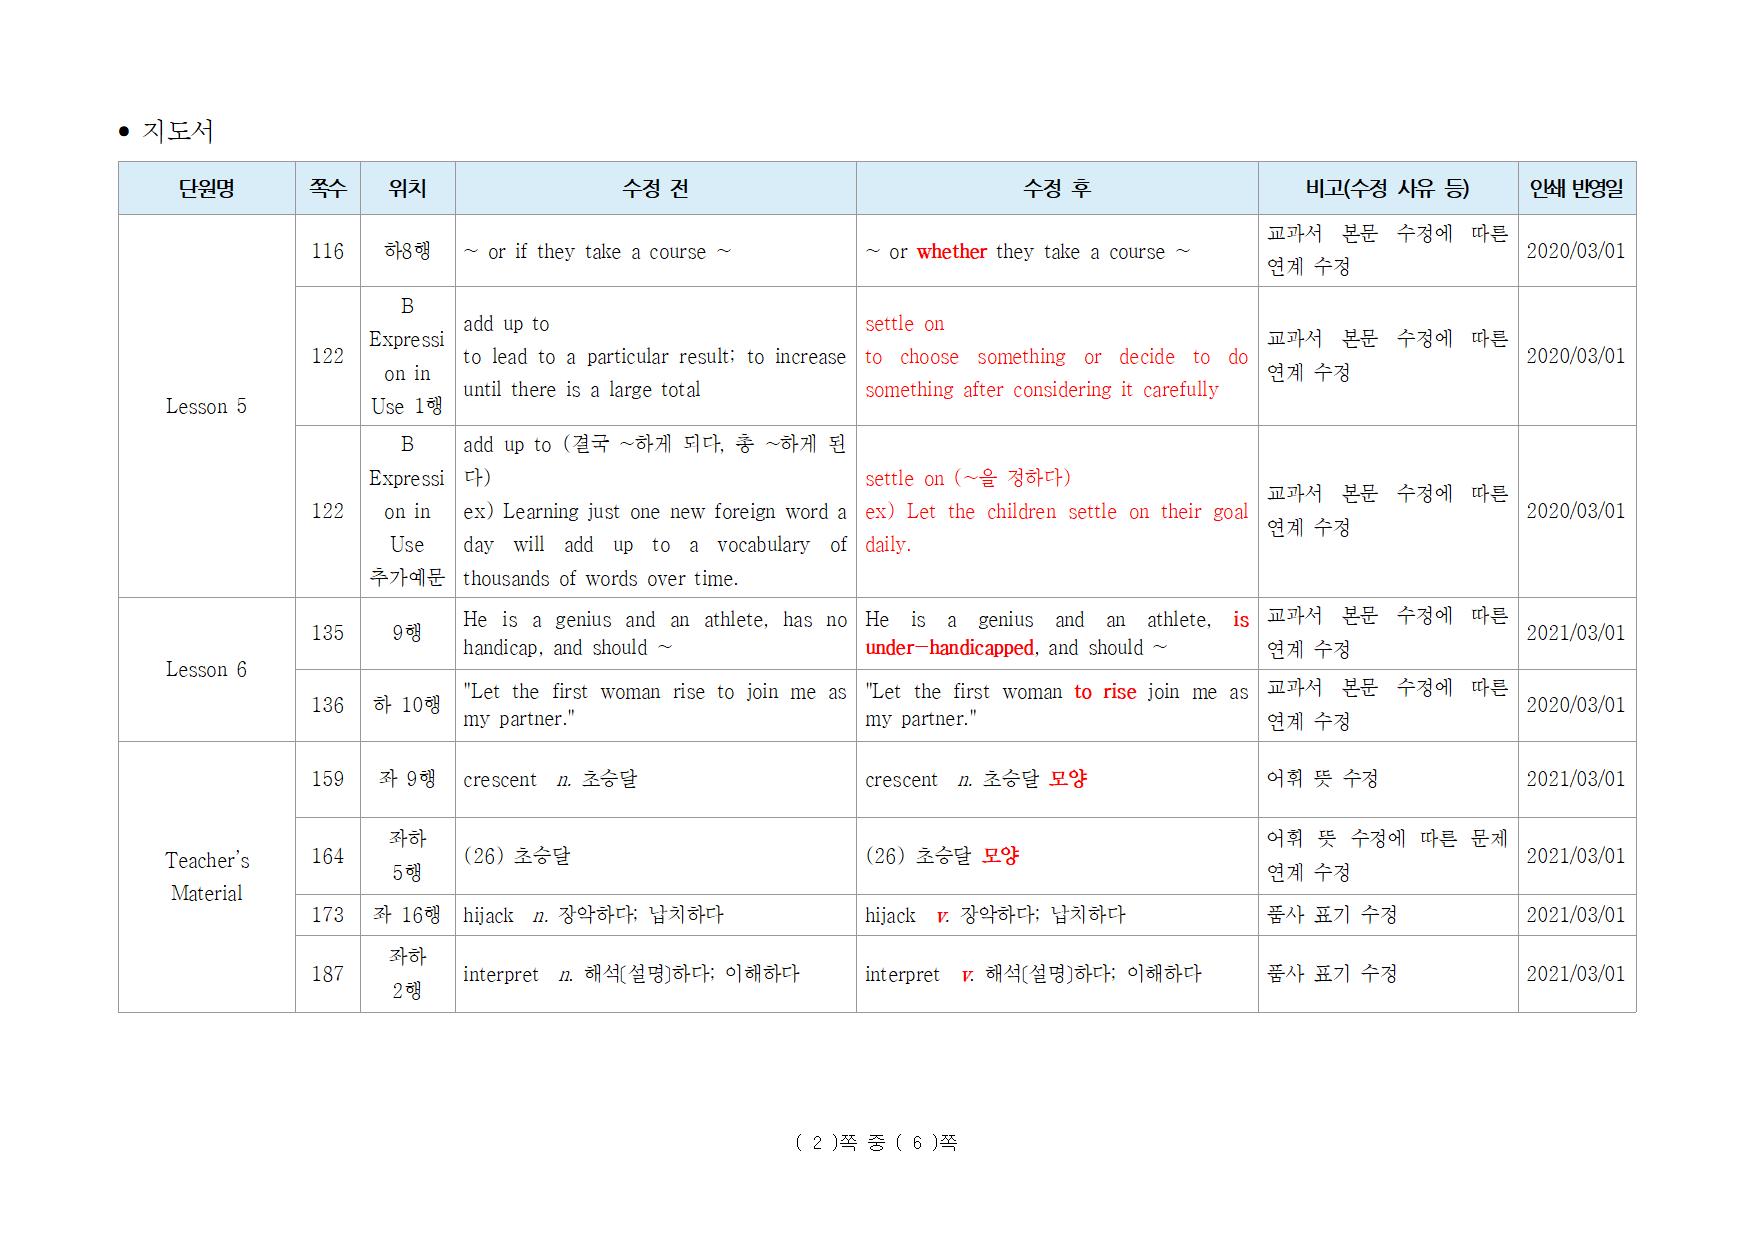 • 지도서
단원명 쪽수 위치 수정 전 수정 후 비고(수정 사유 등) 인쇄 반영일
Lesson 5
116 하8행 ~ or if they take a course ~ ~ or whether they take a course ~ 교과서 본문 수정에 따른
연계 수정 2020/03/01
122
B
Expressi
on in
Use 1행
add up to
to lead to a particular result; to increase
until there is a large total
settle on
to choose something or decide to do
something after considering it carefully
교과서 본문 수정에 따른
연계 수정
2020/03/01
122
B
Expressi
on in
Use
추가예문
add up to (결국 ~하게 되다, 총 ~하게 된
다)
ex) Learning just one new foreign word a
day will add up to a vocabulary of
thousands of words over time.
settle on (~을 정하다)
ex) Let the children settle on their goal
daily.
교과서 본문 수정에 따른
연계 수정
2020/03/01
Lesson 6
135 9행
He is a genius and an athlete, has no
handicap, and should ~
He is a genius and an athlete, is
under-handicapped, and should ~
교과서 본문 수정에 따른
연계 수정
2021/03/01
136 하 10행
"Let the first woman rise to join me as
my partner."
"Let the first woman to rise join me as
my partner."
교과서 본문 수정에 따른
연계 수정
2020/03/01
Teacher's
Material
159 좌 9행 crescent n. 초승달 crescent n. 초승달 모양 어휘 뜻 수정 2021/03/01
164
좌하
5행
(26) 초승달
(26) 초승달 모양
어휘 뜻 수정에 따른 문제
연계 수정
2021/03/01
173 좌 16행 hijack n. 장악하다; 납치하다 hijack v. 장악하다; 납치하다 품사 표기 수정 2021/03/01
187
좌하
2행
interpret n. 해석[설명]하다; 이해하다
interpret v. 해석[설명]하다; 이해하다
품사 표기 수정
2021/03/01
( 2 )쪽 중 ( 6 )쪽